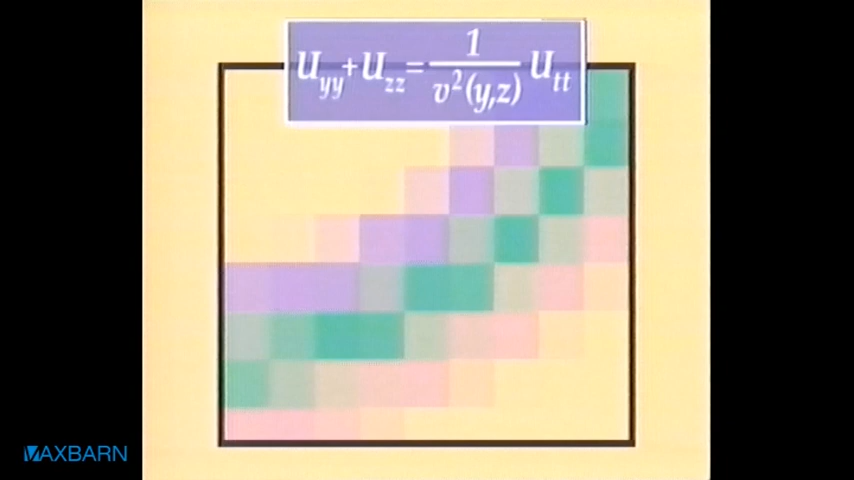 U_yy + U_zz = 1/v²(y,z) U_tt
MAXBARN